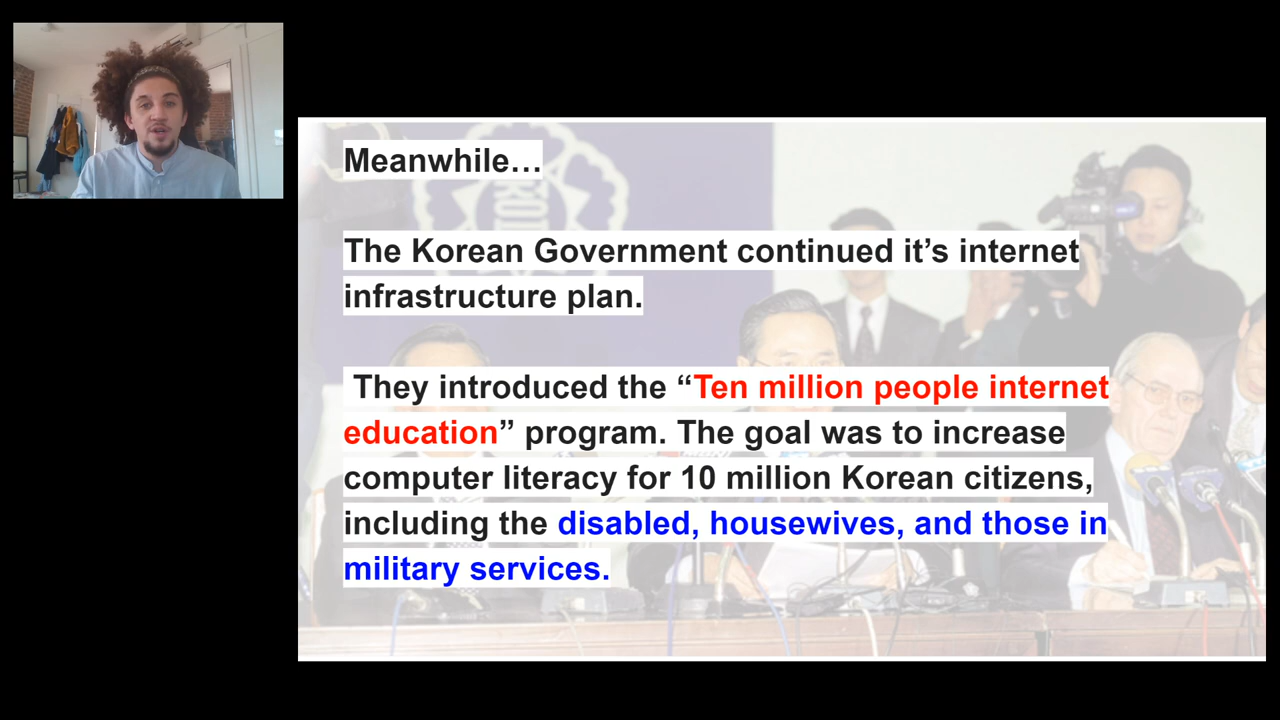 Meanwhile…
The Korean Government continued it’s internet
infrastructure plan.
They introduced the “Ten million people internet
education” program. The goal was to increase
computer literacy for 10 million Korean citizens,
including the disabled, housewives, and those in
military services.